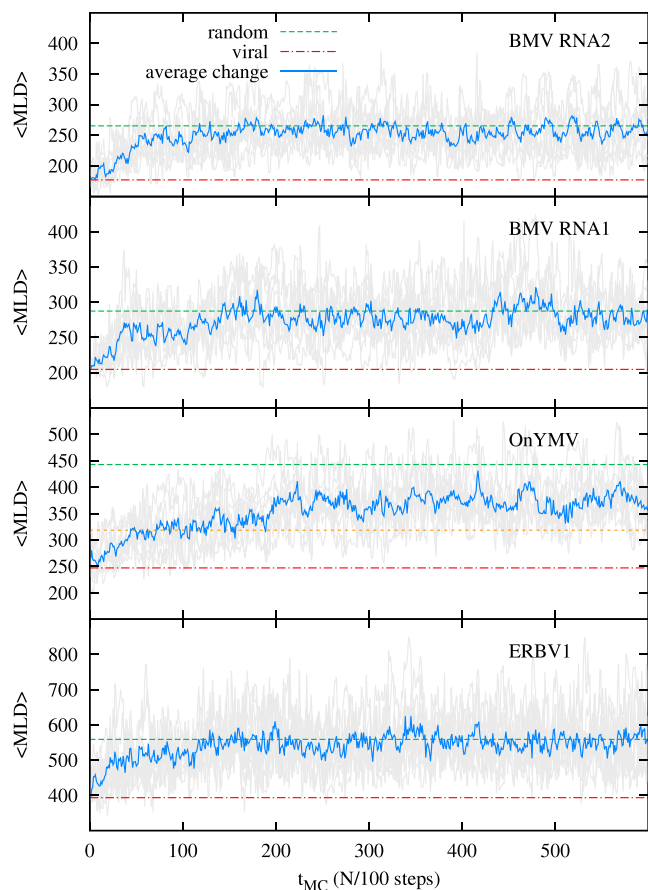 random
viral
average change
BMV RNA2
<MLD>
400
350
300
250
200
BMV RNA1
<MLD>
400
350
300
250
200
OnYMV
<MLD>
500
450
400
350
300
250
200
ERBV1
<MLD>
800
700
600
500
400
0 100 200 300 400 500
t_MC (N/100 steps)